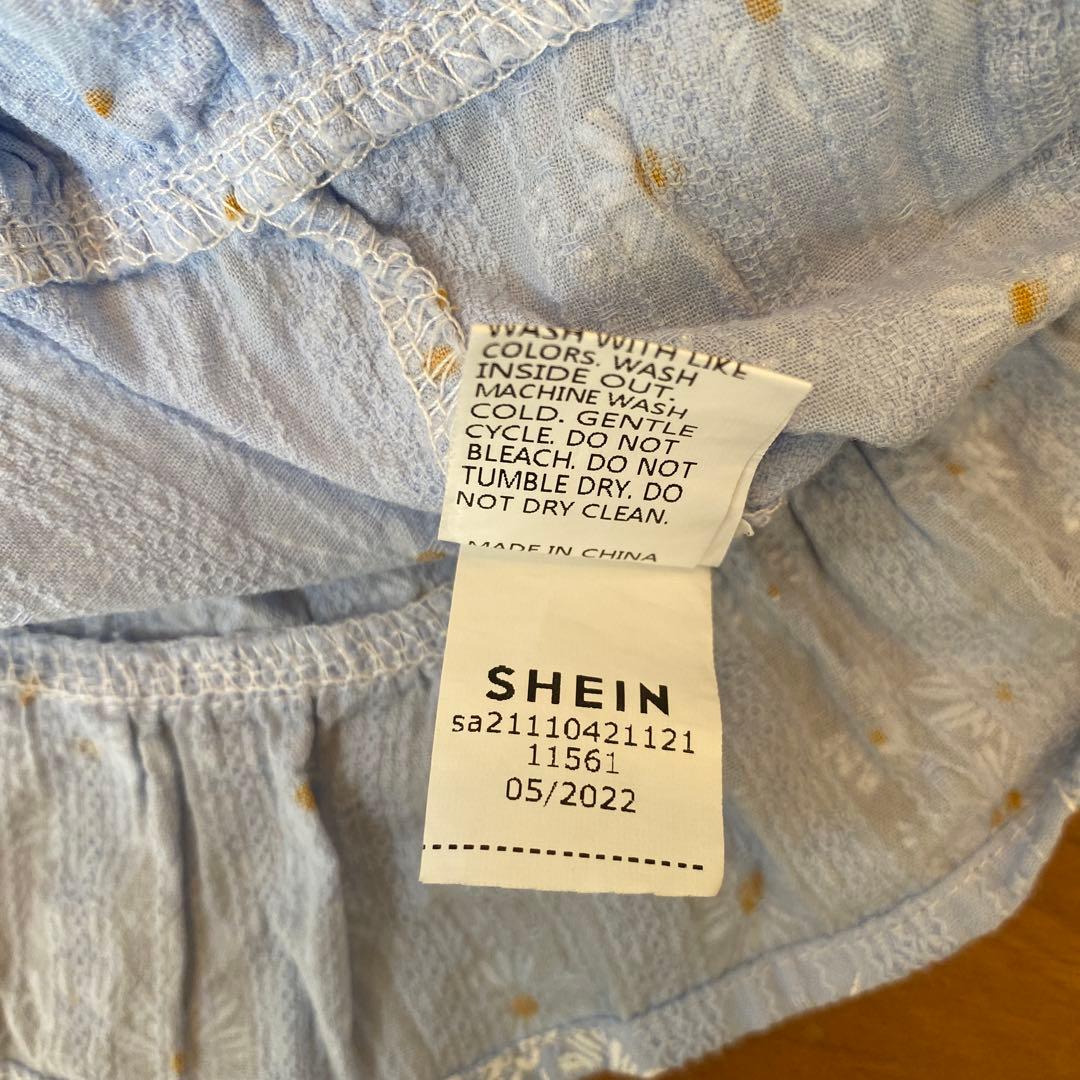 WASH WITH LIKE
COLORS. WASH
INSIDE OUT.
MACHINE WASH
COLD. GENTLE
CYCLE. DO NOT
BLEACH. DO NOT
TUMBLE DRY. DO
NOT DRY CLEAN.
MADE IN CHINA
SHEIN
sa21110421121
11561
05/2022